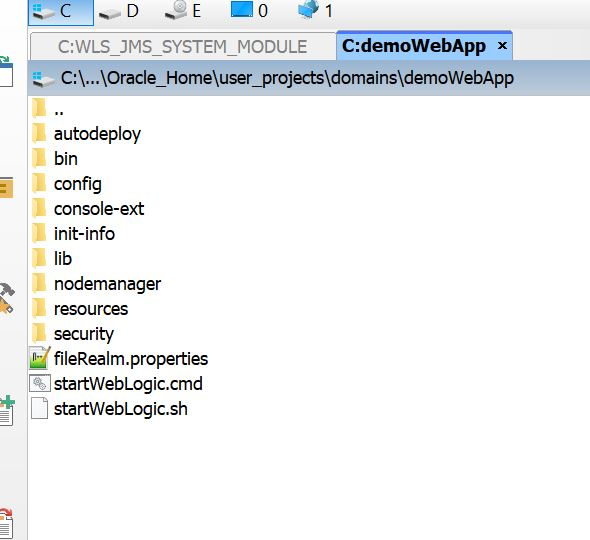 C D E 0 1
C:WLS_JMS_SYSTEM_MODULE C:demoWebApp ×
C:\...\Oracle_Home\user_projects\domains\demoWebApp
..
autodeploy
bin
config
console-ext
init-info
lib
nodemanager
resources
security
fileRealm.properties
startWebLogic.cmd
startWebLogic.sh